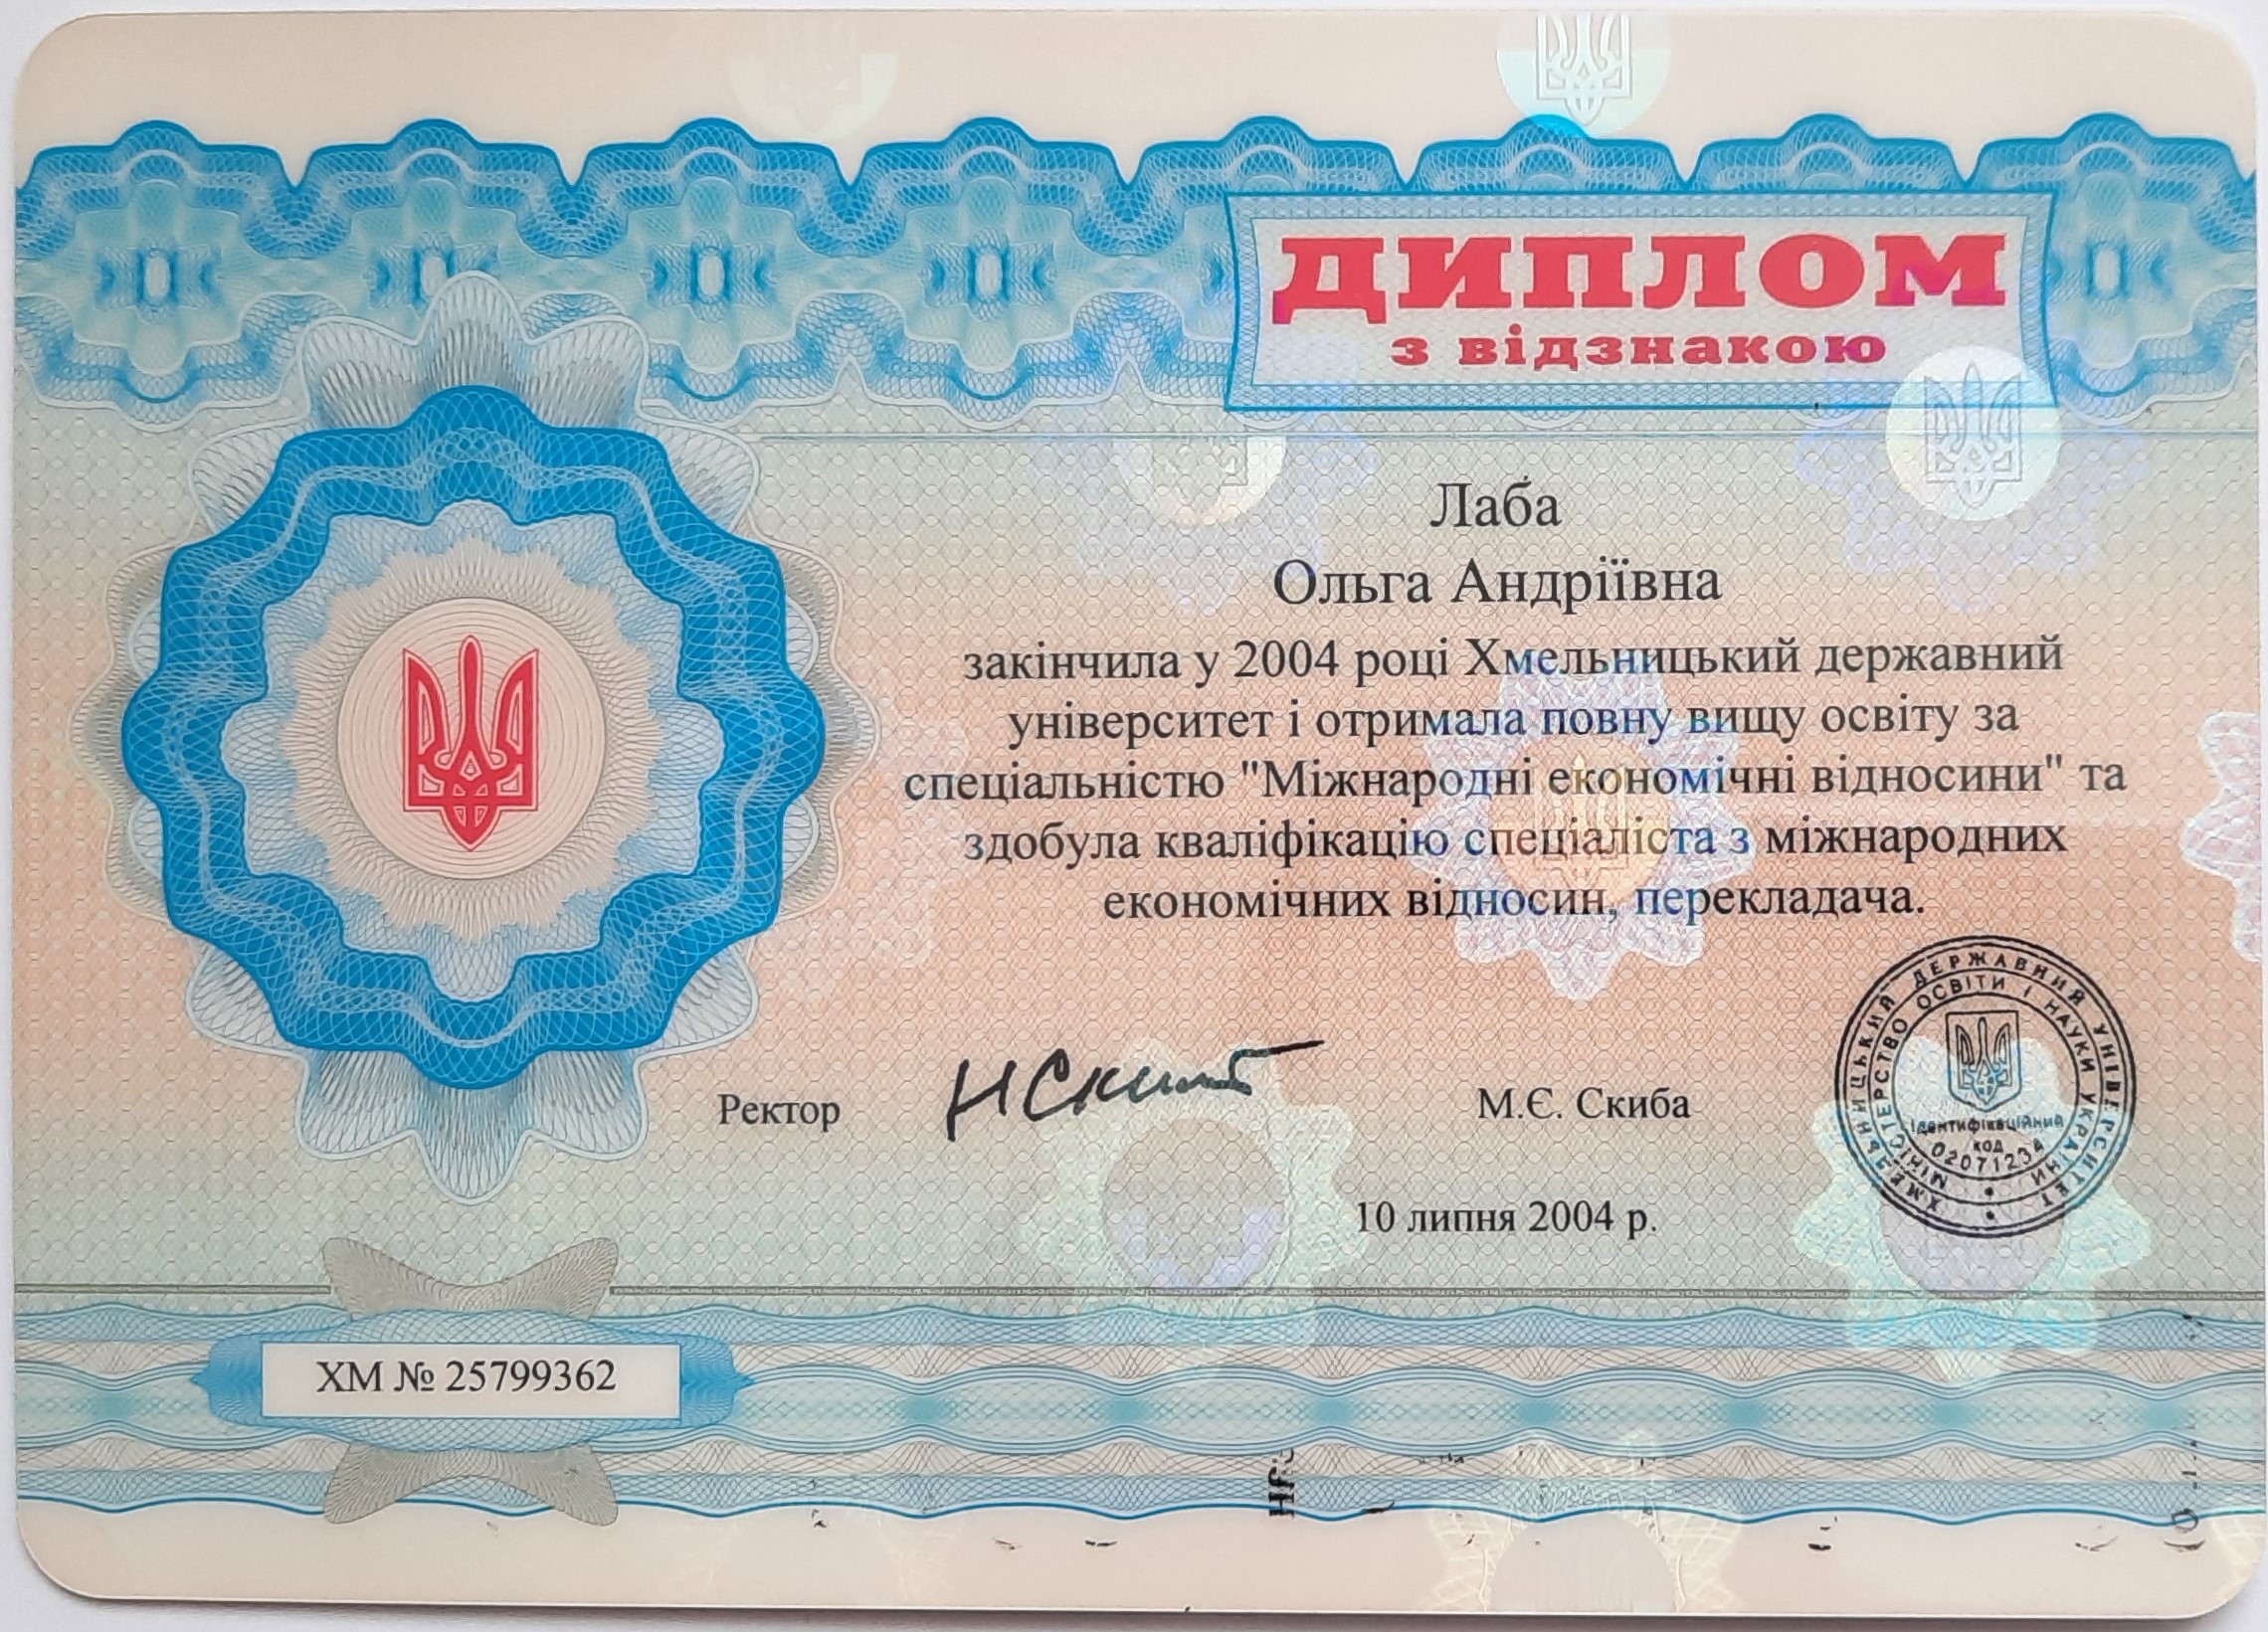 ДИПЛОМ
з відзнакою
Лаба
Ольга Андріївна
закінчила у 2004 році Хмельницький державний
університет і отримала повну вищу освіту за
спеціальністю "Міжнародні економічні відносини" та
здобула кваліфікацію спеціаліста з міжнародних
економічних відносин, перекладача.
Ректор
НСкиб
М.Є. Скиба
ХМЕЛЬНИЦЬКИЙ ДЕРЖАВНИЙ УНІВЕРСИТЕТ
МІНІСТЕРСТВО ОСВІТИ І НАУКИ УКРАЇНИ
Ідентифікаційний
код
02071234
10 липня 2004 р.
ХМ № 25799362